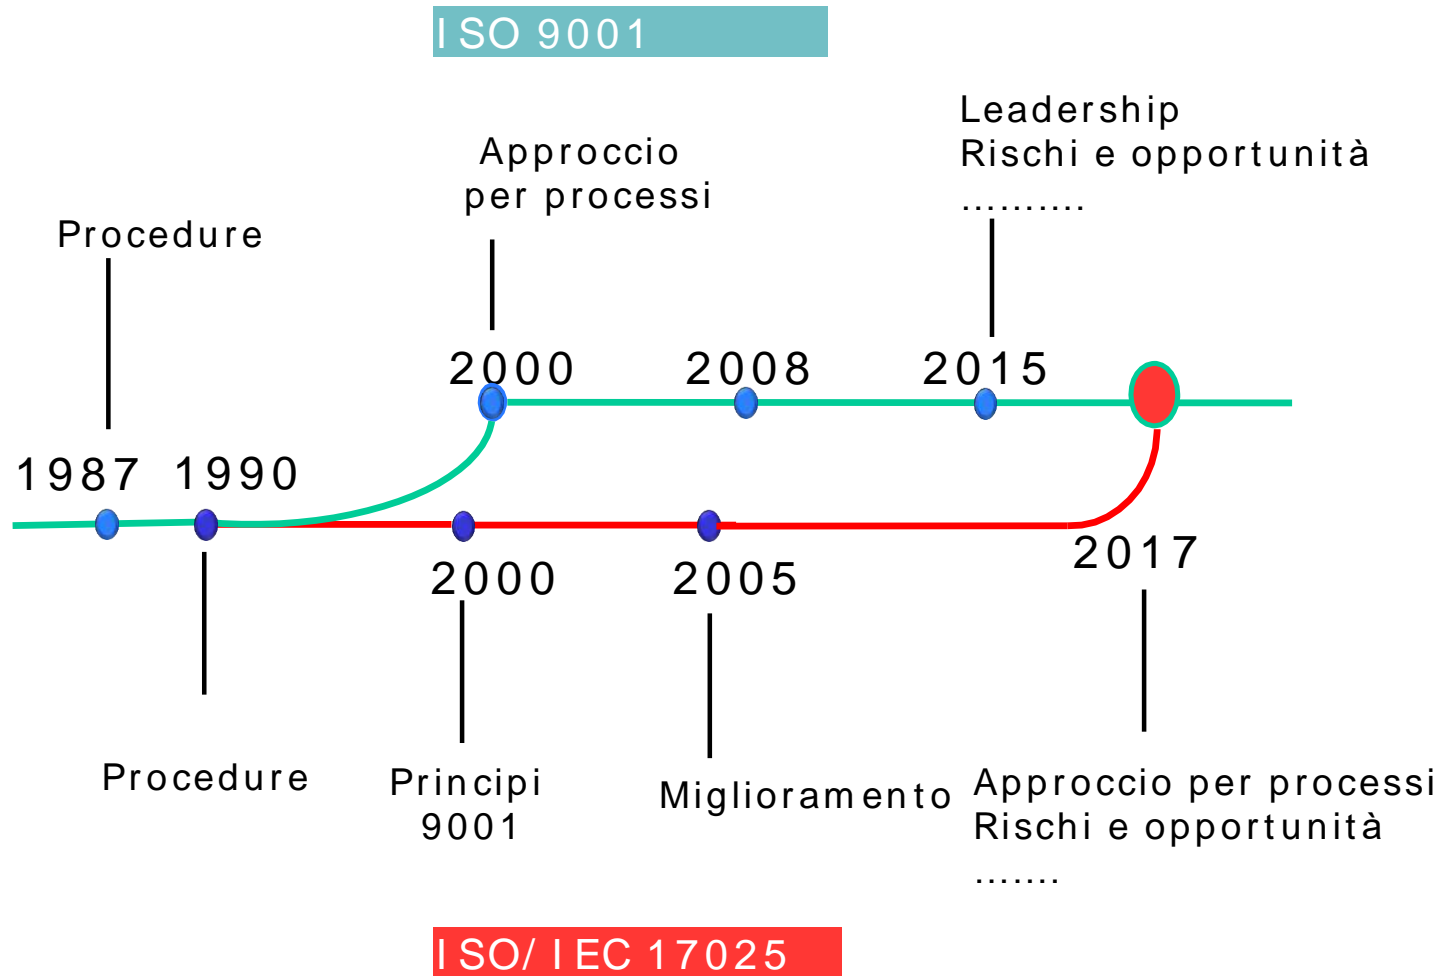 ISO 9001
Leadership
Rischi e opportunità
..........
Approccio
per processi
Procedure
2000
2008
2015
1987
1990
2017
2000
2005
Procedure
Principi
9001
Miglioramento
Approccio per processi
Rischi e opportunità
.......
ISO/IEC 17025